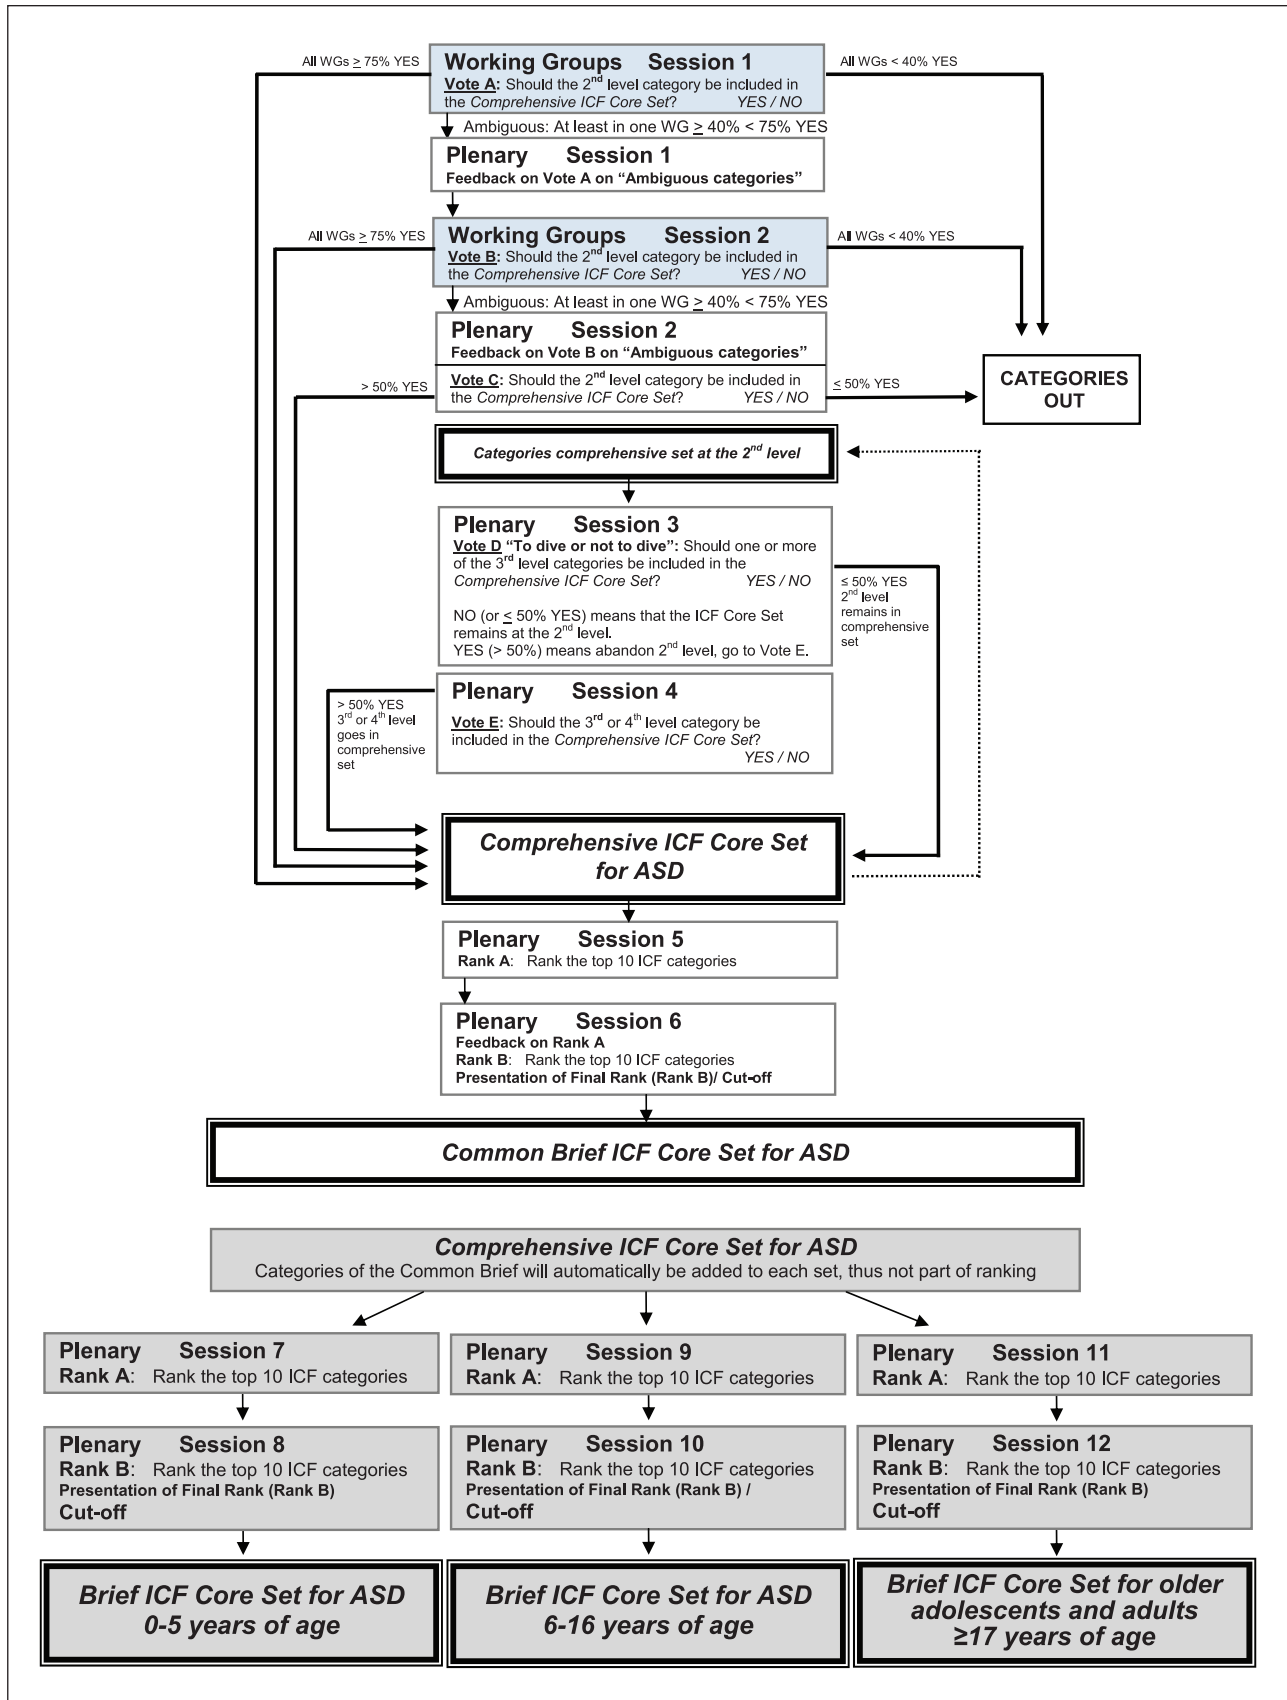 All WGs ≥ 75% YES
Working Groups Session 1
Vote A: Should the 2nd level category be included in
the Comprehensive ICF Core Set? YES / NO
All WGs < 40% YES
Ambiguous: At least in one WG ≥ 40% < 75% YES
Plenary Session 1
Feedback on Vote A on “Ambiguous categories”
All WGs ≥ 75% YES
Working Groups Session 2
Vote B: Should the 2nd level category be included in
the Comprehensive ICF Core Set? YES / NO
All WGs < 40% YES
Ambiguous: At least in one WG ≥ 40% < 75% YES
Plenary Session 2
Feedback on Vote B on “Ambiguous categories”
> 50% YES
Vote C: Should the 2nd level category be included in
the Comprehensive ICF Core Set? YES / NO
≤ 50% YES
CATEGORIES
OUT
Categories comprehensive set at the 2nd level
Plenary Session 3
Vote D “To dive or not to dive”: Should one or more
of the 3rd level categories be included in the
Comprehensive ICF Core Set? YES / NO
NO (or ≤ 50% YES) means that the ICF Core Set
remains at the 2nd level.
YES (> 50%) means abandon 2nd level, go to Vote E.
≤ 50% YES
2nd level
remains in
comprehensive
set
> 50% YES
3rd or 4th level
goes in
comprehensive
set
Plenary Session 4
Vote E: Should the 3rd or 4th level category be
included in the Comprehensive ICF Core Set?
YES / NO
Comprehensive ICF Core Set
for ASD
Plenary Session 5
Rank A: Rank the top 10 ICF categories
Plenary Session 6
Feedback on Rank A
Rank B: Rank the top 10 ICF categories
Presentation of Final Rank (Rank B)/ Cut-off
Common Brief ICF Core Set for ASD
Comprehensive ICF Core Set for ASD
Categories of the Common Brief will automatically be added to each set, thus not part of ranking
Plenary Session 7
Rank A: Rank the top 10 ICF categories
Plenary Session 8
Rank B: Rank the top 10 ICF categories
Presentation of Final Rank (Rank B)
Cut-off
Brief ICF Core Set for ASD
0-5 years of age
Plenary Session 9
Rank A: Rank the top 10 ICF categories
Plenary Session 10
Rank B: Rank the top 10 ICF categories
Presentation of Final Rank (Rank B) /
Cut-off
Brief ICF Core Set for ASD
6-16 years of age
Plenary Session 11
Rank A: Rank the top 10 ICF categories
Plenary Session 12
Rank B: Rank the top 10 ICF categories
Presentation of Final Rank (Rank B)
Cut-off
Brief ICF Core Set for older
adolescents and adults
≥17 years of age